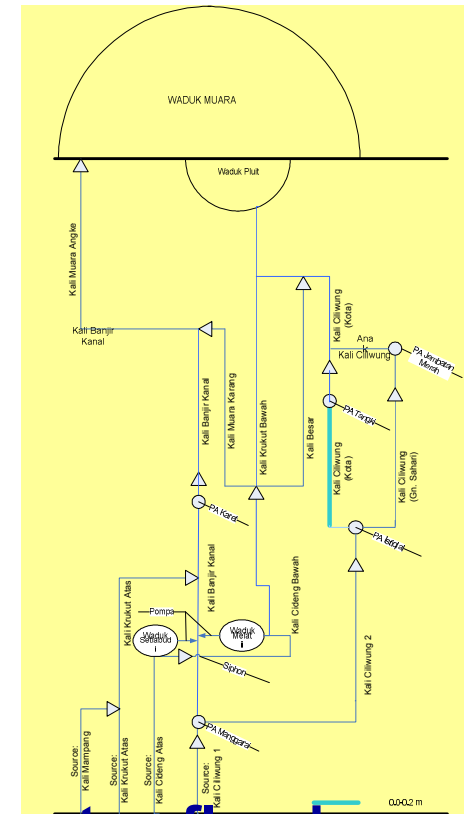 WADUK MUARA
Waduk Pluit
Kali Muara Angke
Kali Banjir
Kanal
Kali Banjir Kanal
Kali Muara Karang
Kali Krukut Bawah
Kali Besar
Kali Ciliwung
(Kota)
Ana
k
Kali Ciliwung
PA Jembatan
Merah
PA Tangki
Kali Ciliwung
(Kota)
Kali Ciliwung
(Gn. Sahari)
PA Karet
PA Istiqlal
Kali Banjir Kanal
Kali Krukut Atas
Pompa
Waduk
Setiabud
i
Waduk
Melat
i
Kali Cideng Bawah
Siphon
Kali Ciliwung 2
PA Manggarai
Source:
Kali Mampang
Source:
Kali Krukut Atas
Source:
Kali Cideng Atas
Source:
Kali Ciliwung 1
0.0-0.2 m